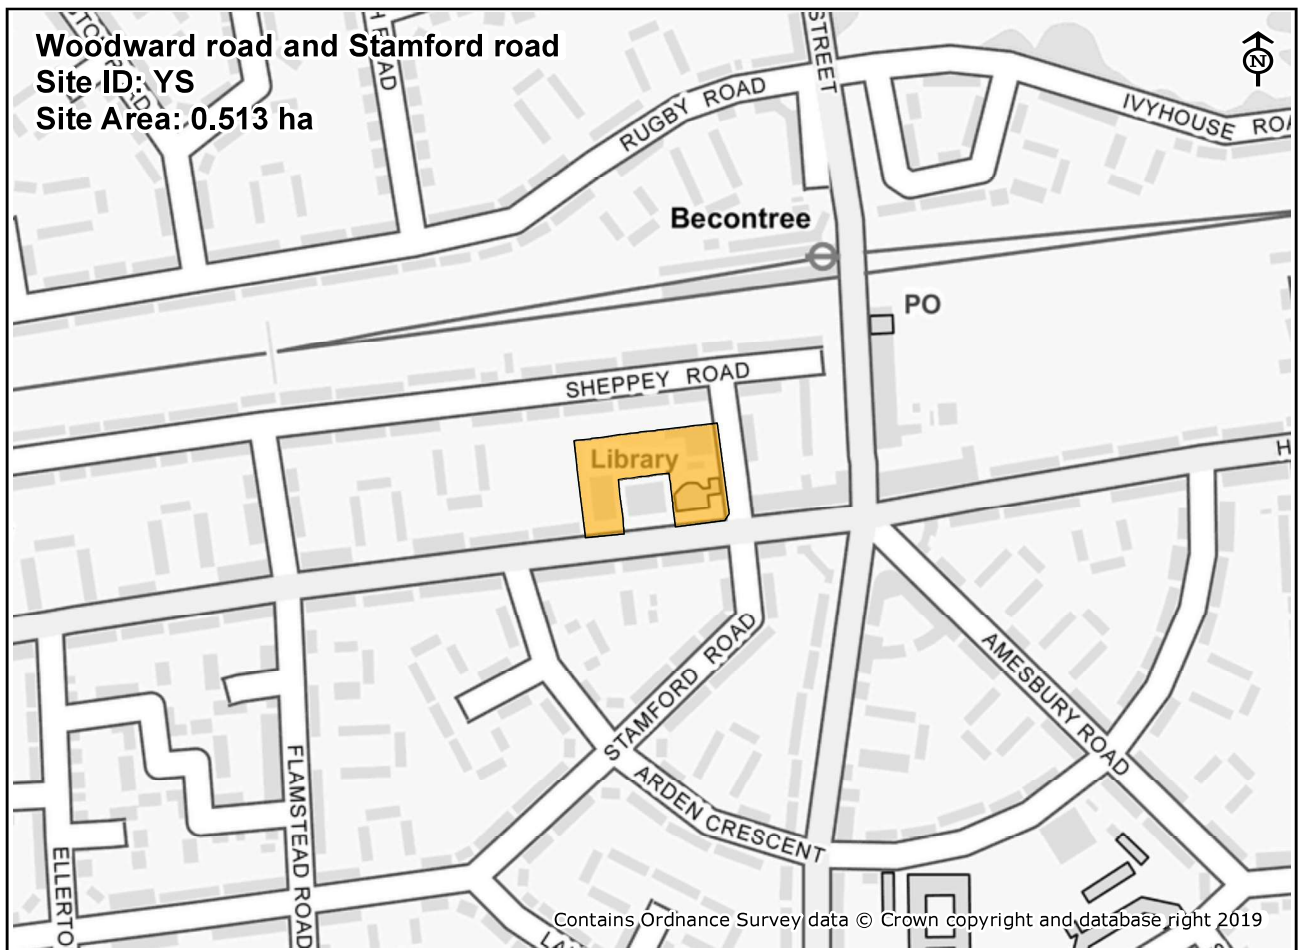 Woodward road and Stamford road
Site ID: YS
Site Area: 0.513 ha
STREET
N
RUGBY ROAD
IVYHOUSE ROA
Becontree
PO
SHEPPEY ROAD
Library
H
STAMFORD ROAD
AMESBURY ROAD
ARDEN CRESCENT
FLAMSTEAD ROAD
ELLERTO
Contains Ordnance Survey data © Crown copyright and database right 2019